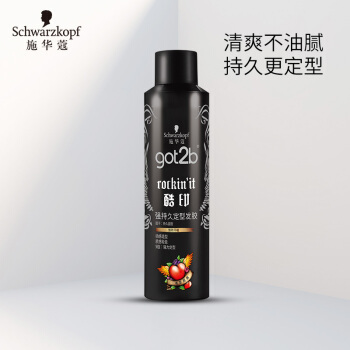 Schwarzkopf
施华蔻
清爽不油腻
持久更定型
Schwarzkopf
施华蔻
got2b
rockin'it
酷印
强持久定型发胶